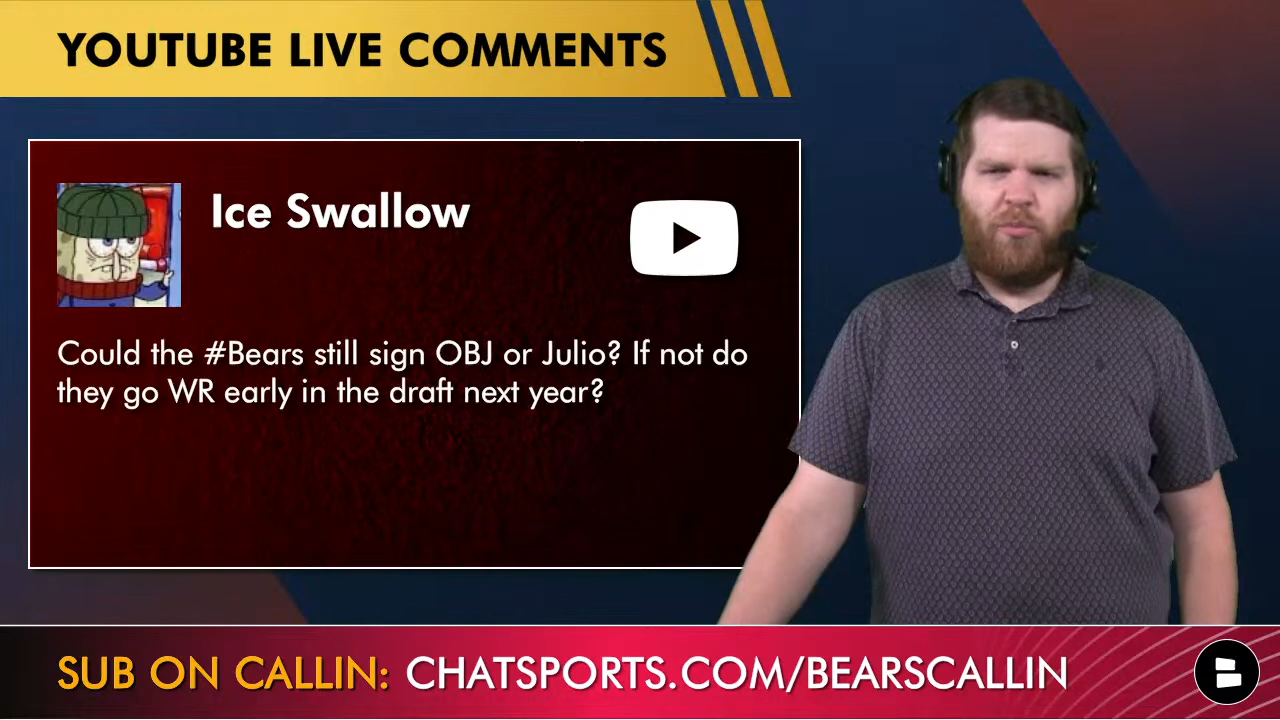 YOUTUBE LIVE COMMENTS
Ice Swallow
Could the #Bears still sign OBJ or Julio? If not do
they go WR early in the draft next year?
SUB ON CALLIN: CHATSPORTS.COM/BEARSCALLIN